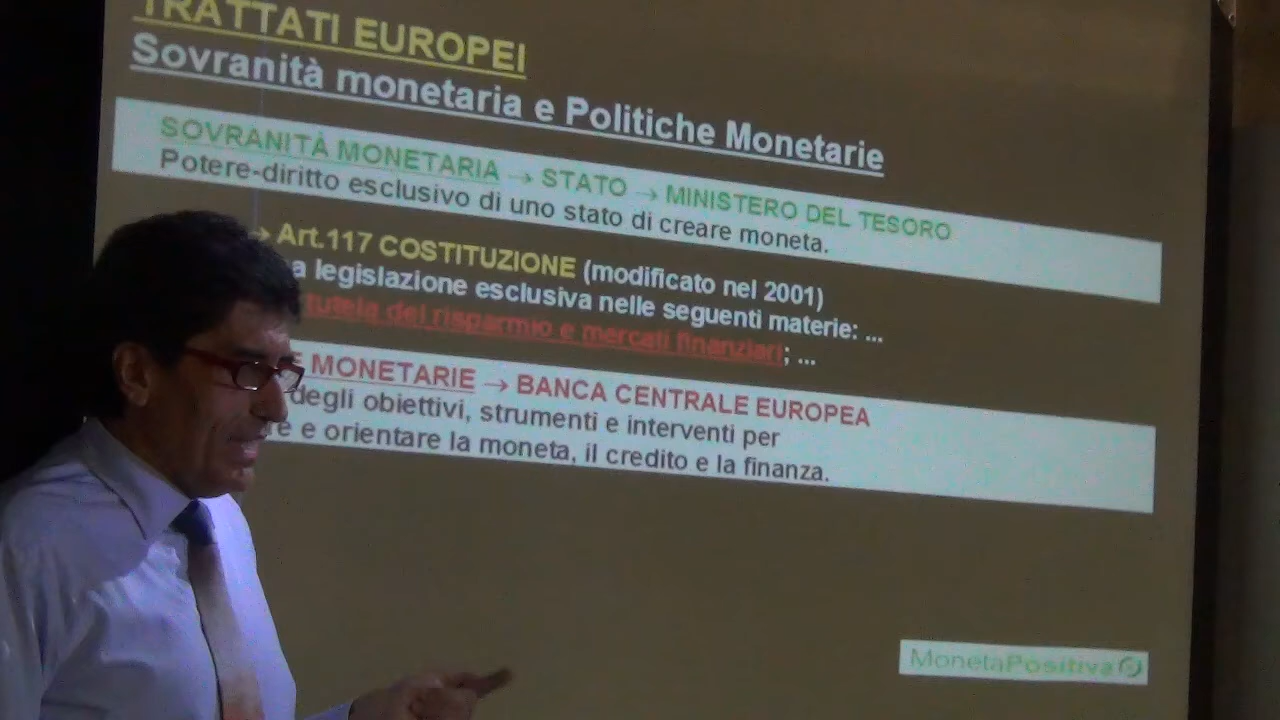 TRATTATI EUROPEI
Sovranità monetaria e Politiche Monetarie
SOVRANITÀ MONETARIA → STATO → MINISTERO DEL TESORO
Potere-diritto esclusivo di uno stato di creare moneta.
→ Art.117 COSTITUZIONE (modificato nel 2001)
a legislazione esclusiva nelle seguenti materie: ...
tutela del risparmio e mercati finanziari; ...
E MONETARIE → BANCA CENTRALE EUROPEA
degli obiettivi, strumenti e interventi per
re e orientare la moneta, il credito e la finanza.
MonetaPositiva